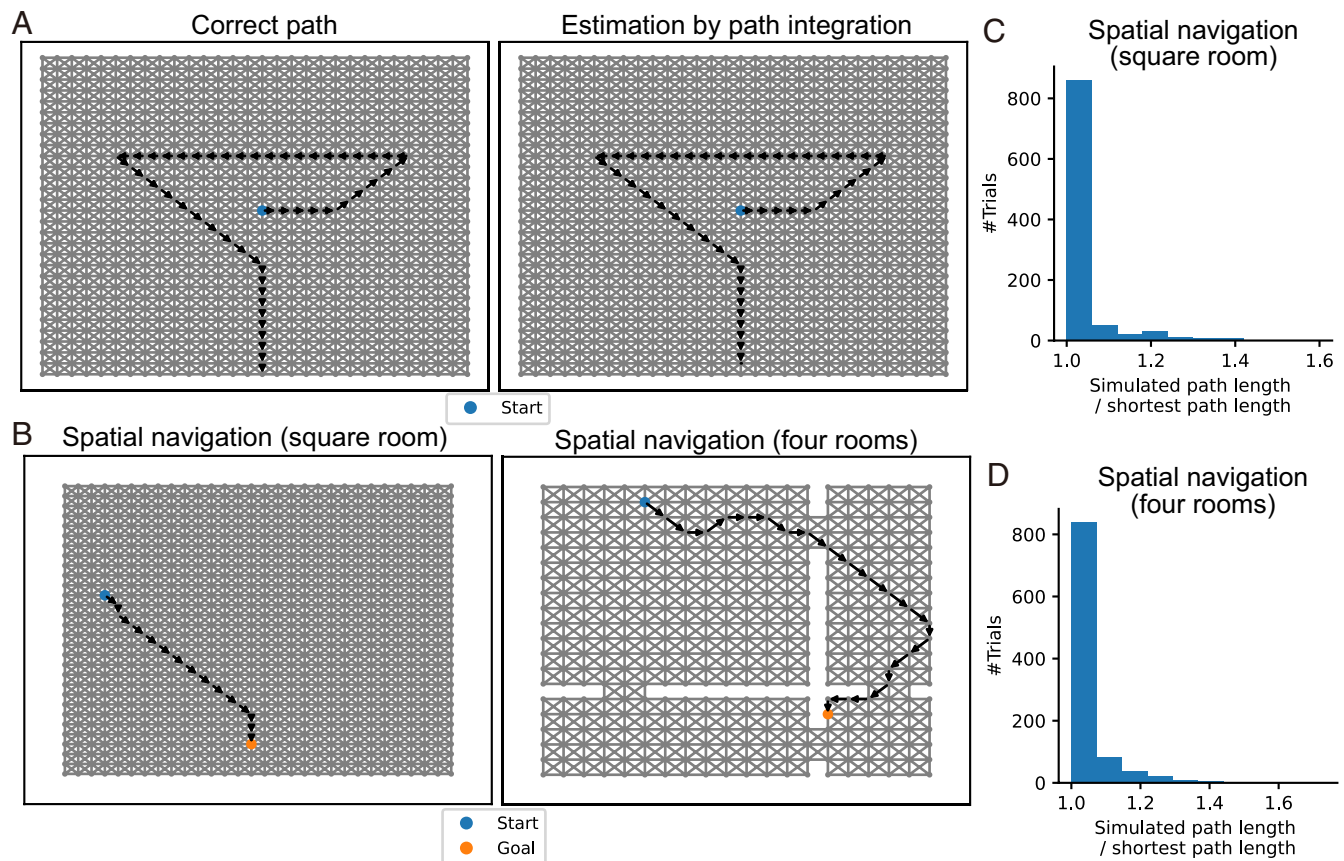 A
Correct path
Estimation by path integration
Start
B
Spatial navigation (square room)
Spatial navigation (four rooms)
Start
Goal
C
Spatial navigation
(square room)
#Trials
800
600
400
200
0
1.0
1.2
1.4
1.6
Simulated path length
/ shortest path length
D
Spatial navigation
(four rooms)
#Trials
800
600
400
200
0
1.0
1.2
1.4
1.6
Simulated path length
/ shortest path length